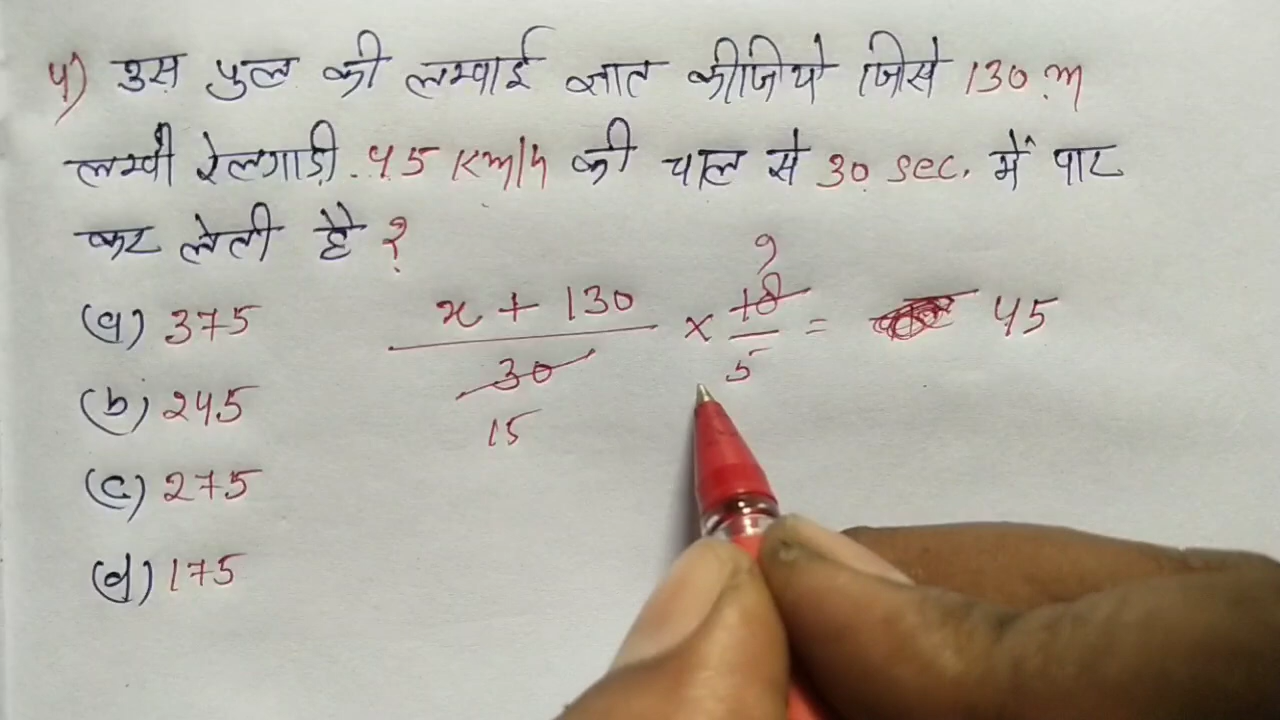 4) उस पुल की लम्बाई ज्ञात कीजिये जिसे 130 m
लम्बी रेलगाड़ी 45 Km/h की चाल से 30 sec. में पार
कर लेती है ?
(a) 375
(b) 245
(c) 275
(d) 175
9
x + 130 × 18 = 45
30 5
15